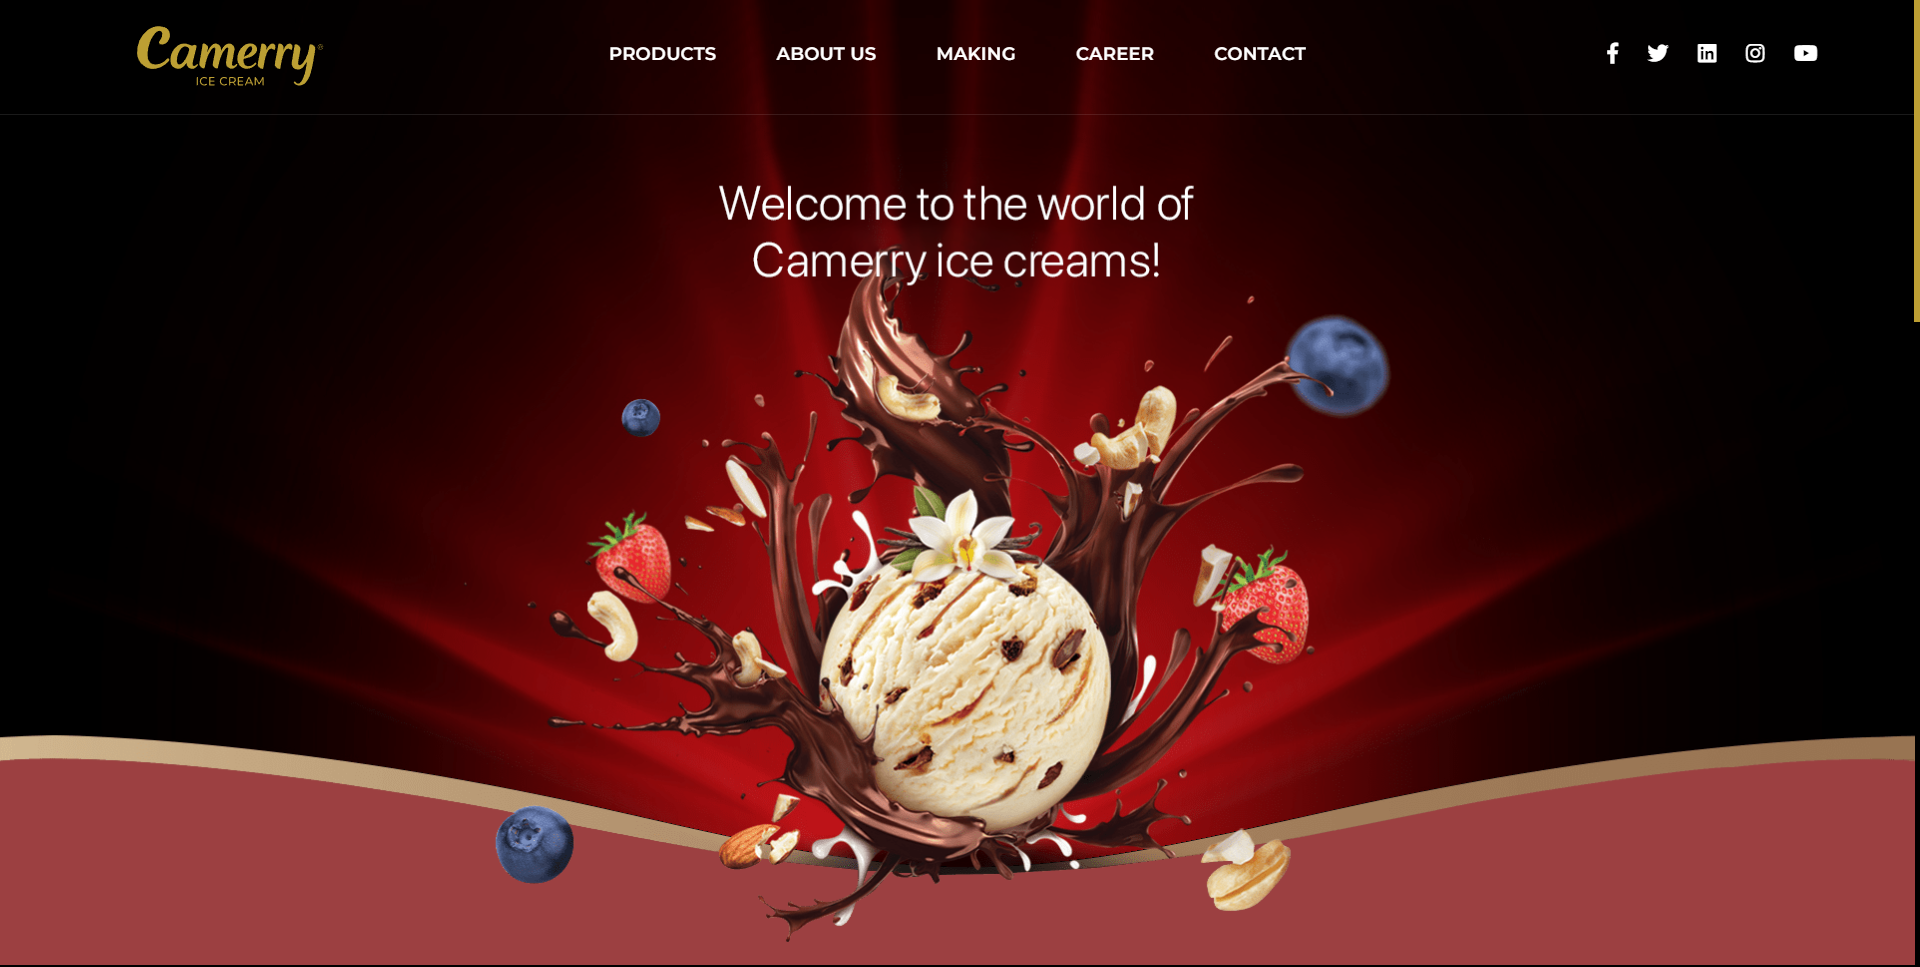 Camerry®
ICE CREAM
PRODUCTS
ABOUT US
MAKING
CAREER
CONTACT
Welcome to the world of
Camerry ice creams!